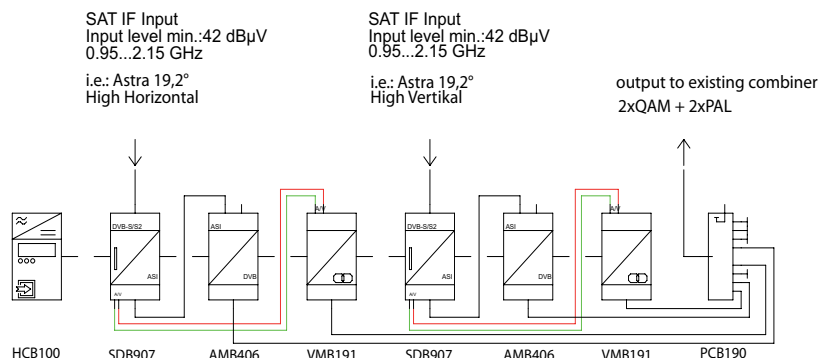 SAT IF Input
Input level min.:42 dBµV
0.95...2.15 GHz
i.e.: Astra 19,2°
High Horizontal
SAT IF Input
Input level min.:42 dBµV
0.95...2.15 GHz
i.e.: Astra 19,2°
High Vertikal
output to existing combiner
2xQAM + 2xPAL
DVB-S/S2
ASI
A/V
ASI
DVB
A/V
DVB-S/S2
ASI
A/V
ASI
DVB
A/V
HCB100
SDB907
AMB406
VMB191
SDB907
AMB406
VMB191
PCB190